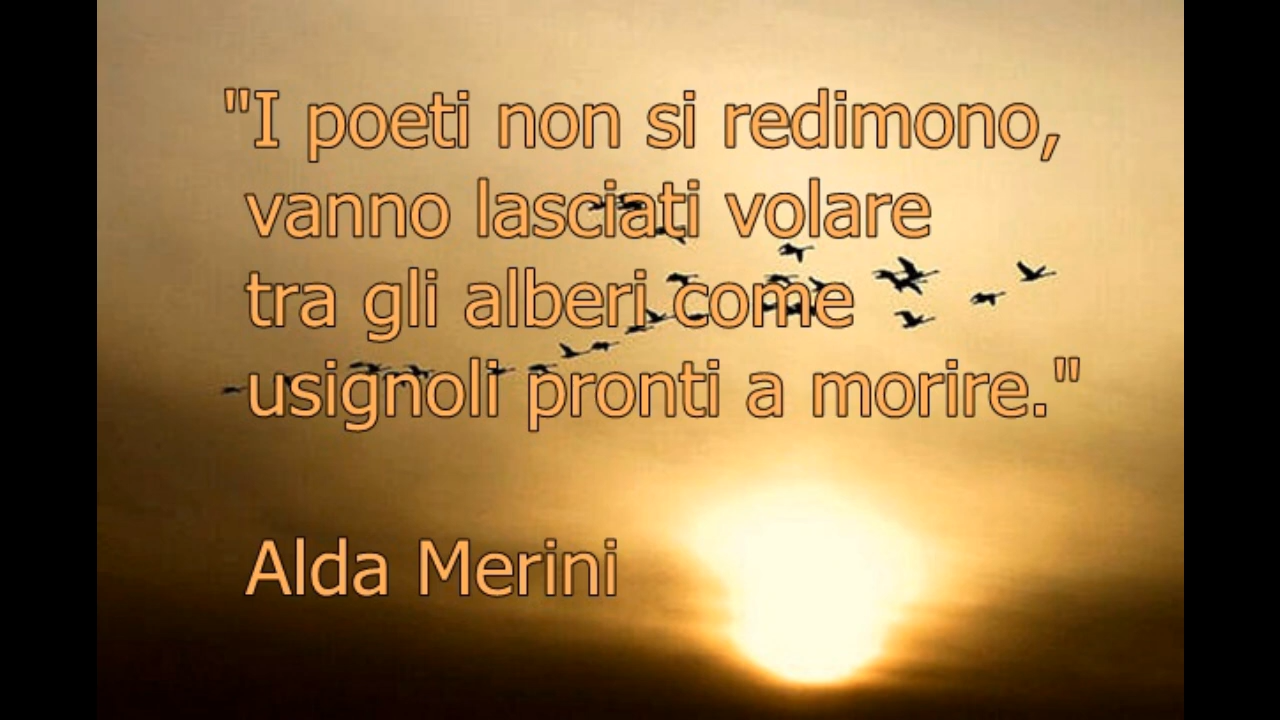 "I poeti non si redimono,
vanno lasciati volare
tra gli alberi come
usignoli pronti a morire."
Alda Merini